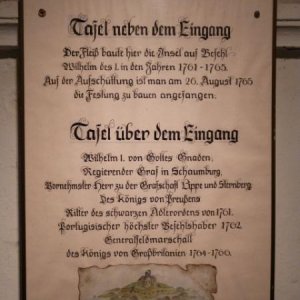 Tafel neben dem Eingang
Der Fleiß baute hier die Insel auf Befehl
Wilhelm des I. in den Jahren 1761-1765.
Auf der Aufschüttung ist man am 26. August 1765
die Festung zu bauen angefangen.
Tafel über dem Eingang
Wilhelm I. von Gottes Gnaden,
Regierender Graf in Schaumburg,
Vornehmster Herr zu der Grafschaft Lippe und Sternburg.
Des Königs von Preußens
Ritter des schwarzen Adlerordens von 1761.
Portugisischer höchster Befehlshaber 1762.
Generalfeldmarschall
des Königs von Großbritanien 1764-1766.